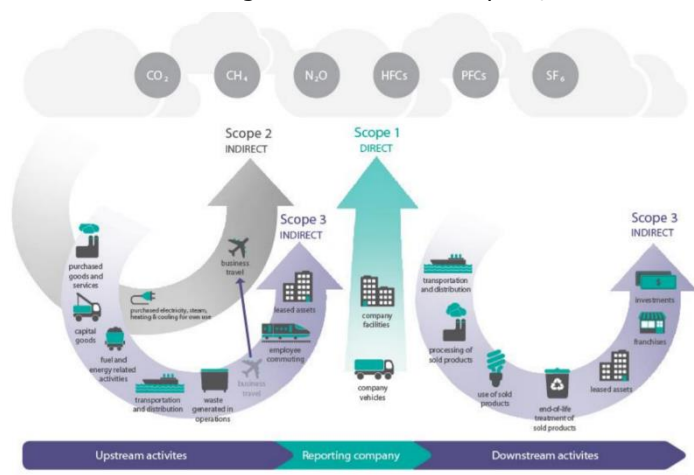 CO₂
CH₄
N₂O
HFCs
PFCs
SF₆
Scope 2
INDIRECT
Scope 1
DIRECT
Scope 3
INDIRECT
Scope 3
INDIRECT
purchased
goods and
services
capital
goods
fuel and
energy related
activities
transportation
and distribution
waste
generated in
operations
business
travel
purchased electricity, steam,
heating & cooling for own use
business
travel
employee
commuting
leased assets
company
facilities
company
vehicles
transportation
and distribution
processing of
sold products
use of sold
products
end-of-life
treatment of
sold products
leased assets
franchises
investments
Upstream activites
Reporting company
Downstream activites